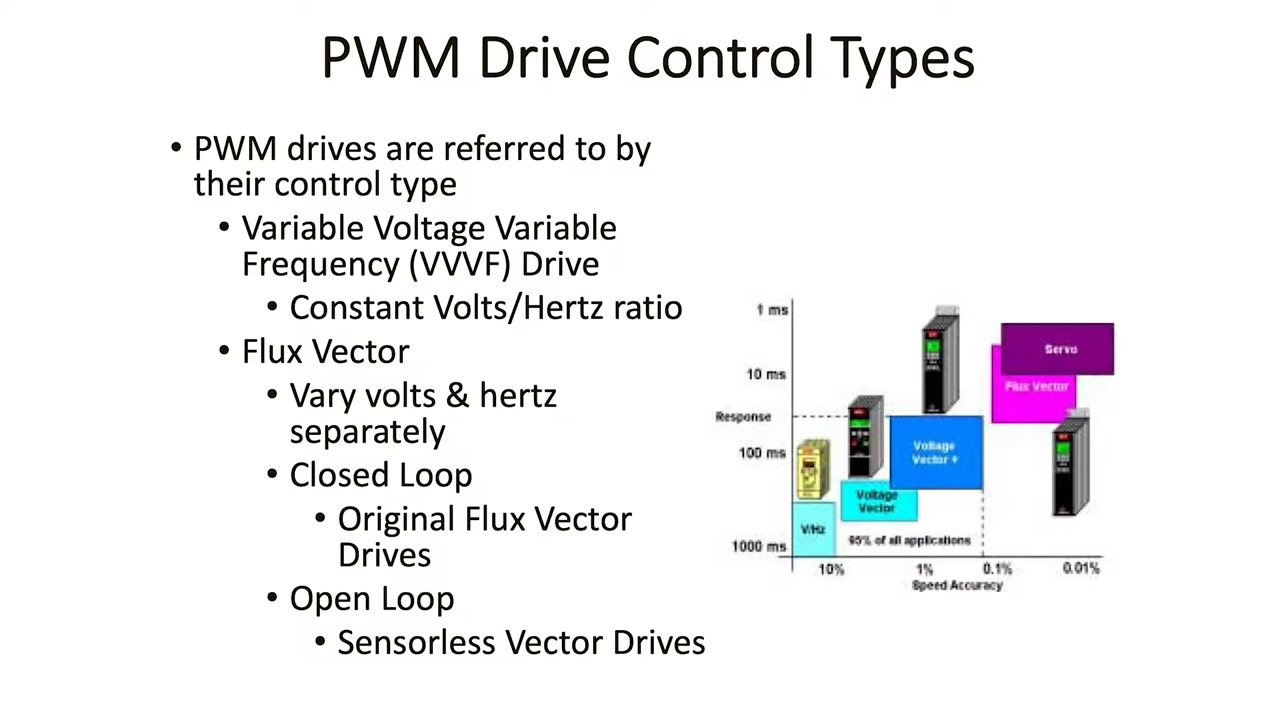 PWM Drive Control Types
• PWM drives are referred to by
their control type
• Variable Voltage Variable
Frequency (VVVF) Drive
• Constant Volts/Hertz ratio
• Flux Vector
• Vary volts & hertz
separately
• Closed Loop
• Original Flux Vector
Drives
• Open Loop
• Sensorless Vector Drives
1 ms
10 ms
Response
100 ms
1000 ms
Servo
Flux Vector
Voltage
Vector +
Voltage
Vector
V/Hz
95% of all applications
10% 1% 0.1% 0.01%
Speed Accuracy